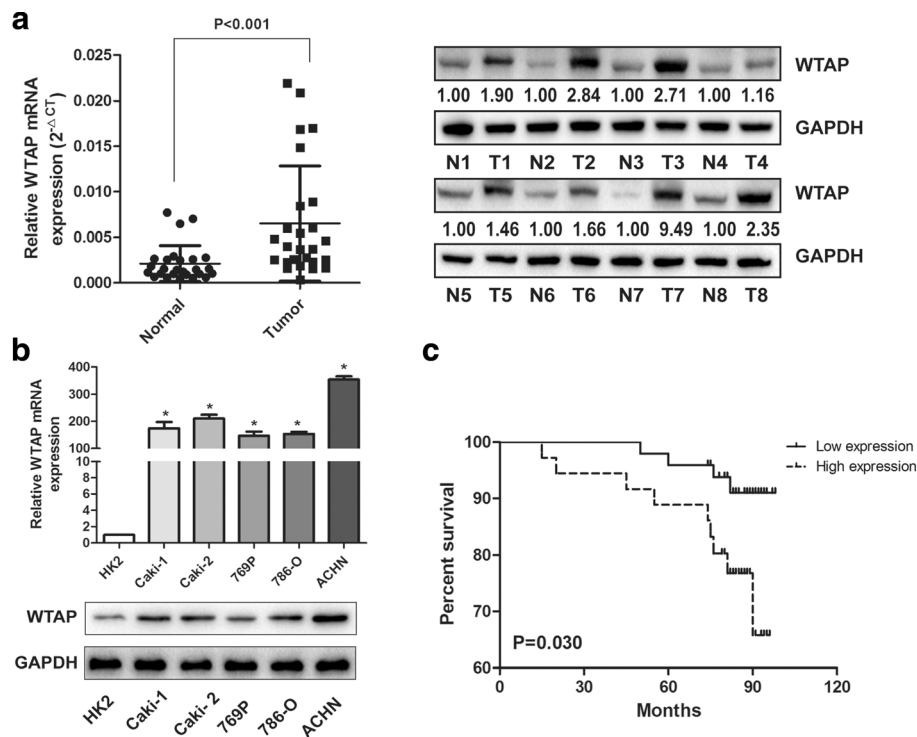 a
P<0.001
Relative WTAP mRNA
expression (2-△CT)
0.025
0.020
0.015
0.010
0.005
0.000
Normal
Tumor
WTAP
1.00 1.90 1.00 2.84 1.00 2.71 1.00 1.16
GAPDH
N1 T1 N2 T2 N3 T3 N4 T4
WTAP
1.00 1.46 1.00 1.66 1.00 9.49 1.00 2.35
GAPDH
N5 T5 N6 T6 N7 T7 N8 T8
b
Relative WTAP mRNA
expression
400
300
200
100
10
8
6
4
2
0
* * * * *
HK2 Caki-1 Caki-2 769P 786-O ACHN
WTAP
GAPDH
HK2 Caki-1 Caki- 2 769P 786-O ACHN
c
Percent survival
100
90
80
70
60
Low expression
High expression
P=0.030
0 30 60 90 120
Months